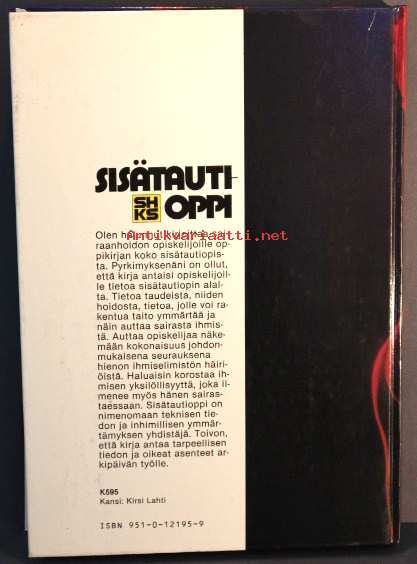 SISÄTAUTI-
SH
KS
OPPI
Antikvariaatti.net
Olen halunnut kirjoittaa sai-
raanhoidon opiskelijoille op-
pikirjan koko sisätautiopis-
ta. Pyrkimyksenäni on ollut,
että kirja antaisi opiskelijoil-
le tietoa sisätautiopin alal-
ta. Tietoa taudeista, niiden
hoidosta, tietoa, jolle voi ra-
kentua taito ymmärtää ja
näin auttaa sairasta ihmis-
tä. Auttaa opiskelijaa näke-
mään kokonaisuus johdon-
mukaisena seurauksena
hienon ihmiselimistön häiri-
öistä. Haluaisin korostaa ih-
misen yksilöllisyyttä, joka il-
menee myös hänen sairas-
taessaan. Sisätautioppi on
nimenomaan teknisen tie-
don ja inhimillisen ymmär-
tämyksen yhdistäjä. Toivon,
että kirja antaa tarpeellisen
tiedon ja oikeat asenteet ar-
kipäivän työlle.
K595
Kansi: Kirsi Lahti
ISBN 951-0-12195-9